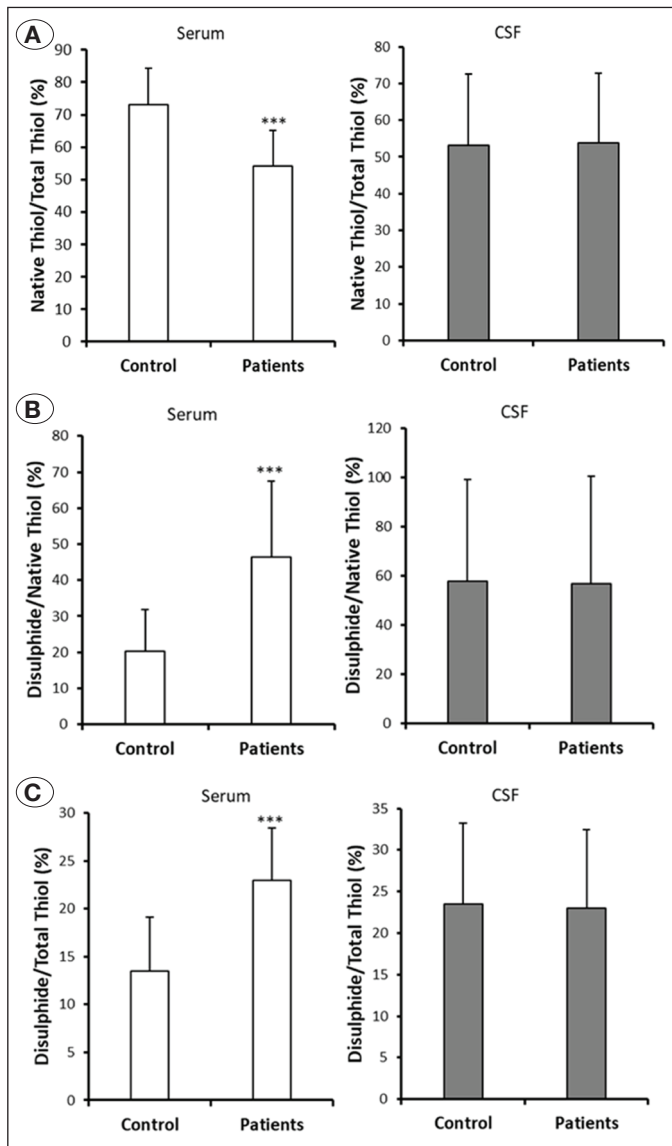 A
Serum
CSF
Native Thiol/Total Thiol (%)
90
80
70
60
50
40
30
20
10
0
***
Control Patients
Native Thiol/Total Thiol (%)
80
70
60
50
40
30
20
10
0
Control Patients
B
Serum
CSF
Disulphide/Native Thiol (%)
80
70
60
50
40
30
20
10
0
***
Control Patients
Disulphide/Native Thiol (%)
120
100
80
60
40
20
0
Control Patients
C
Serum
CSF
Disulphide/Total Thiol (%)
30
25
20
15
10
5
0
***
Control Patients
Disulphide/Total Thiol (%)
35
30
25
20
15
10
5
0
Control Patients